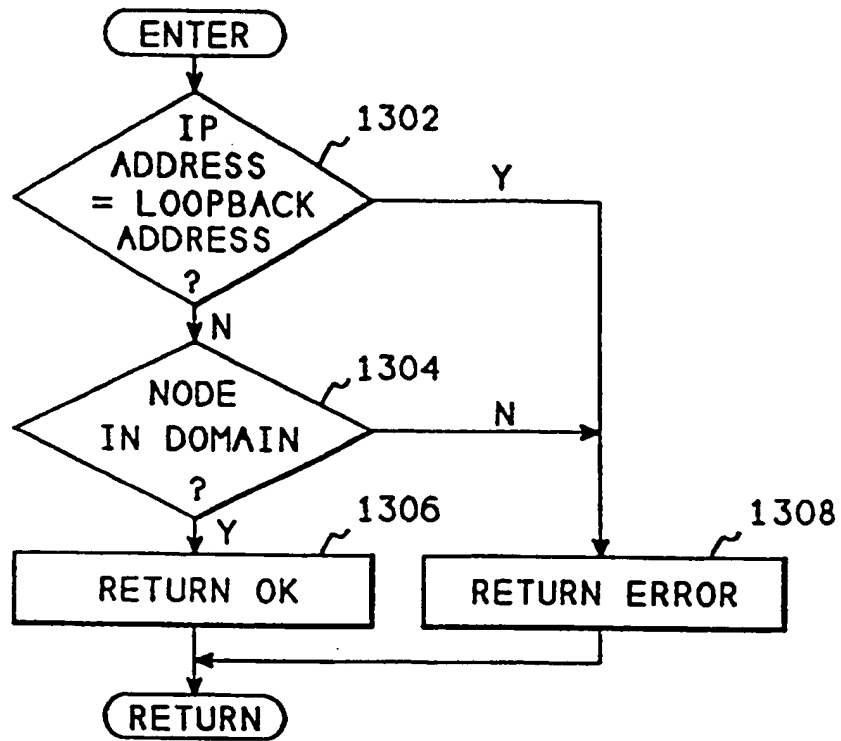 ENTER
IP
ADDRESS
= LOOPBACK
ADDRESS
?
1302
Y
N
NODE
IN DOMAIN
?
1304
N
Y
1306
RETURN OK
1308
RETURN ERROR
RETURN